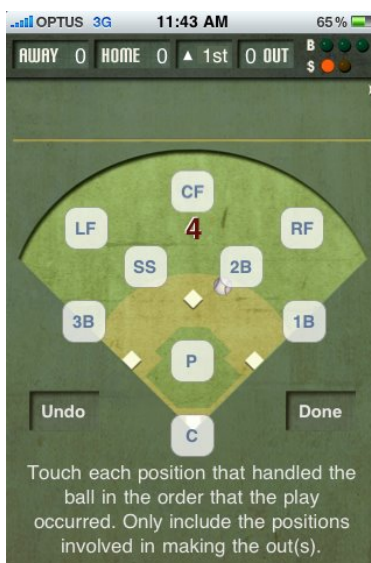 OPTUS 3G 11:43 AM 65%
AWAY 0 HOME 0 ▲ 1st 0 OUT B
S
CF
LF 4 RF
SS 2B
3B 1B
P
Undo Done
C
Touch each position that handled the
ball in the order that the play
occurred. Only include the positions
involved in making the out(s).